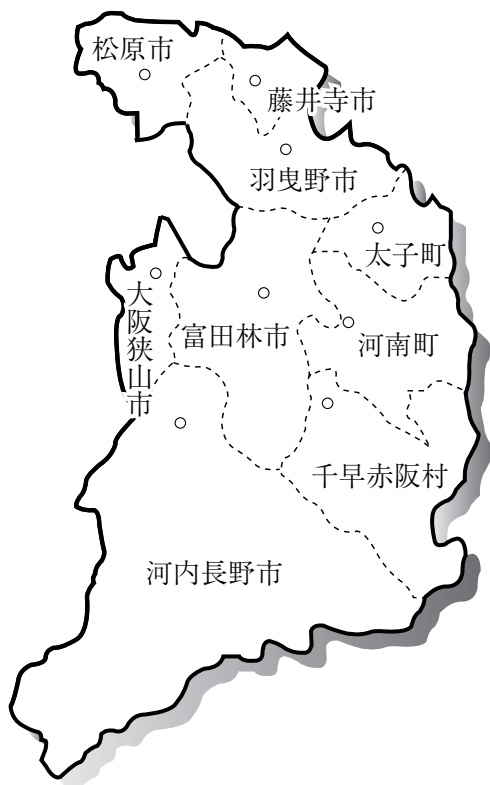 松原市
藤井寺市
羽曳野市
太子町
大阪狭山市
富田林市
河南町
千早赤阪村
河内長野市